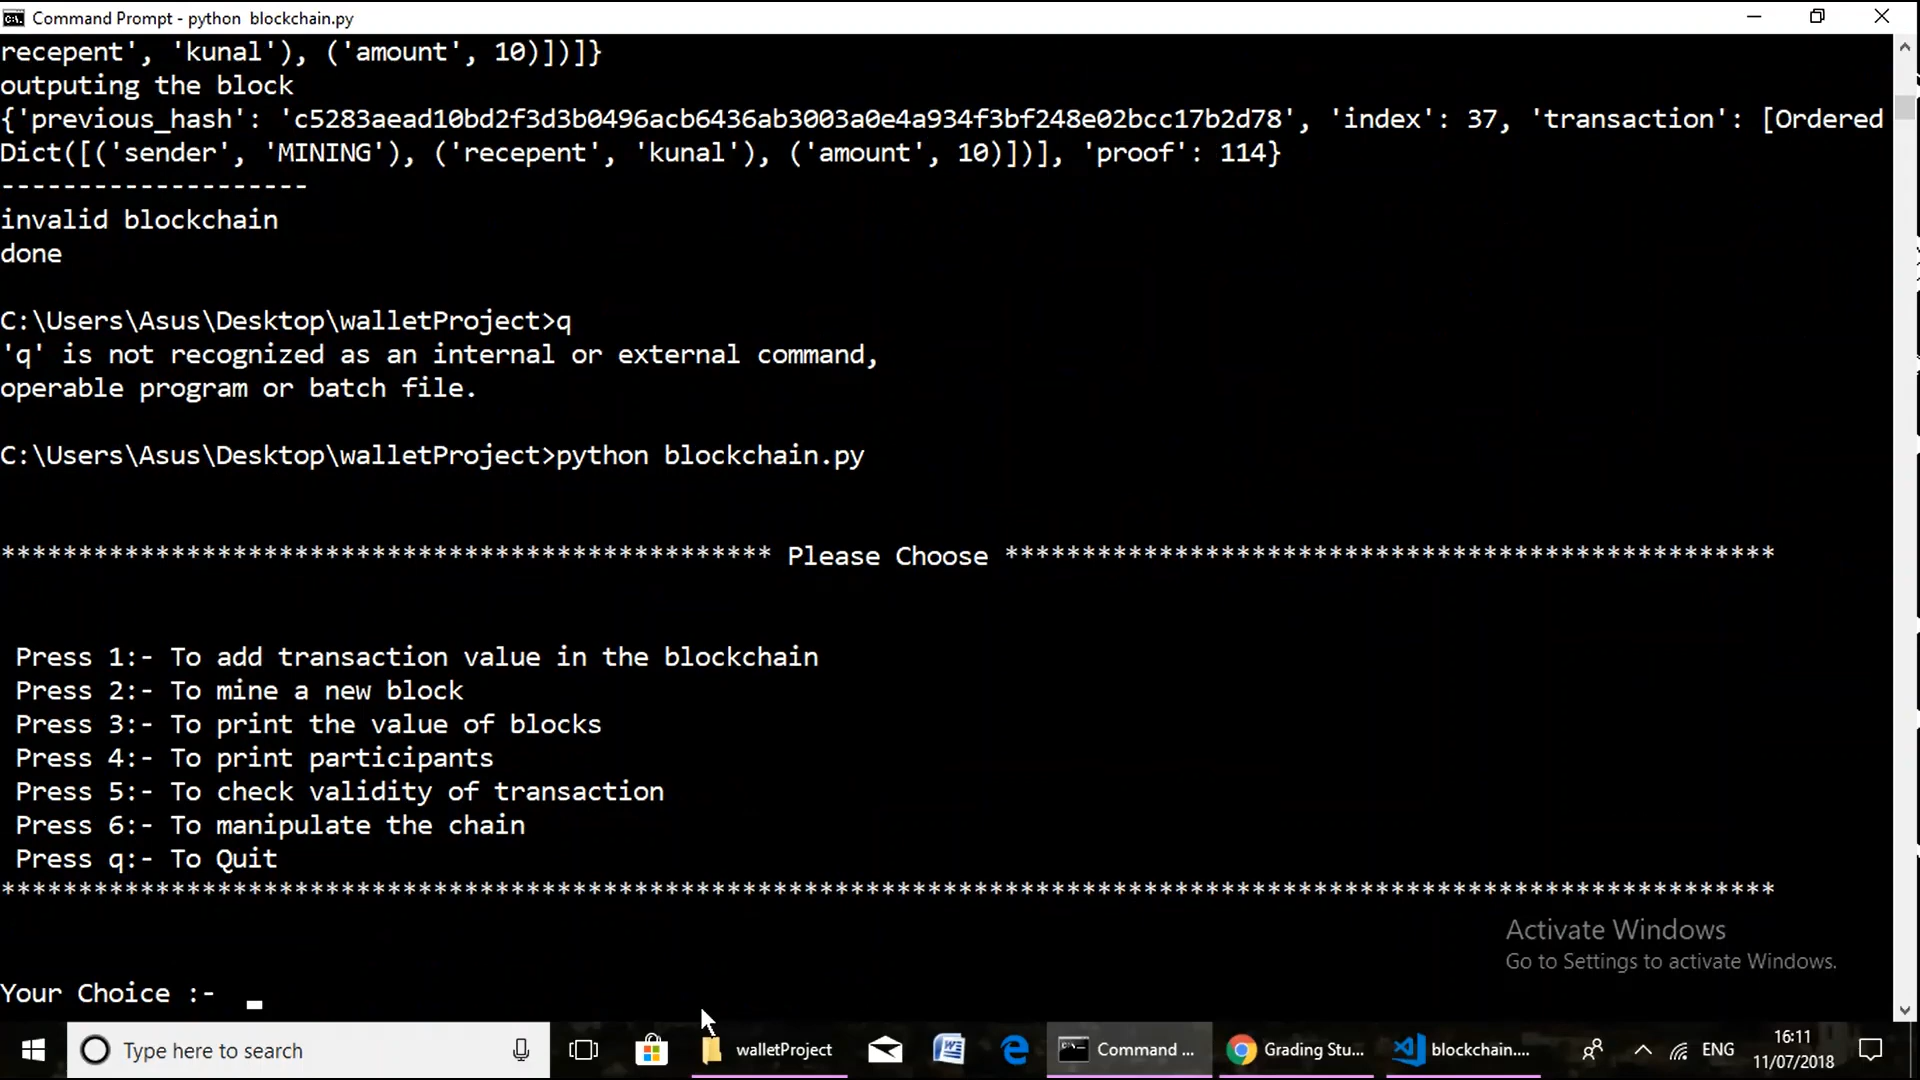 Command Prompt - python  blockchain.py
recepent', 'kunal'), ('amount', 10)])]}
outputing the block
{'previous_hash': 'c5283aead10bd2f3d3b0496acb6436ab3003a0e4a934f3bf248e02bcc17b2d78', 'index': 37, 'transaction': [Ordered
Dict([('sender', 'MINING'), ('recepent', 'kunal'), ('amount', 10)])], 'proof': 114}
--------------------
invalid blockchain
done
C:\Users\Asus\Desktop\walletProject>q
'q' is not recognized as an internal or external command,
operable program or batch file.
C:\Users\Asus\Desktop\walletProject>python blockchain.py
************************************************** Please Choose **************************************************
Press 1:- To add transaction value in the blockchain
Press 2:- To mine a new block
Press 3:- To print the value of blocks
Press 4:- To print participants
Press 5:- To check validity of transaction
Press 6:- To manipulate the chain
Press q:- To Quit
*******************************************************************************************************************
Activate Windows
Go to Settings to activate Windows.
Your Choice :-
Type here to search
walletProject
Command ...
Grading Stu...
blockchain....
ENG
16:11
11/07/2018